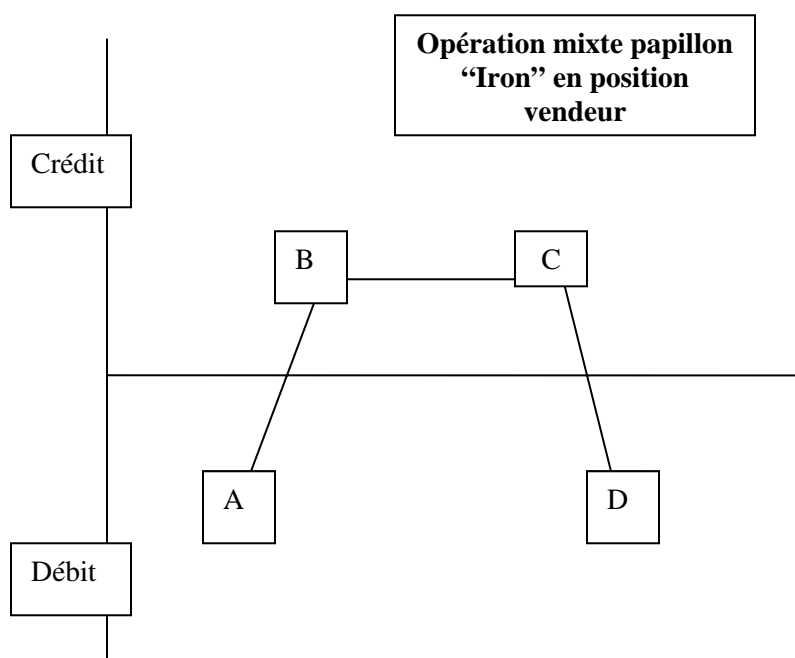 Opération mixte papillon
“Iron” en position
vendeur
Crédit
B
C
A
D
Débit